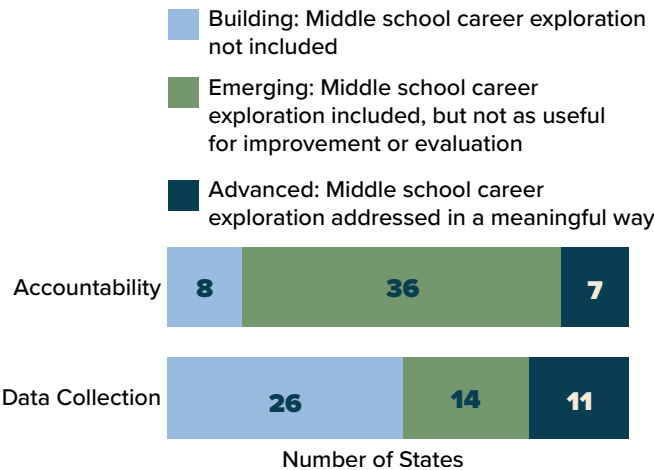 Building: Middle school career exploration
not included
Emerging: Middle school career
exploration included, but not as useful
for improvement or evaluation
Advanced: Middle school career
exploration addressed in a meaningful way
Accountability 8 36 7
Data Collection 26 14 11
Number of States